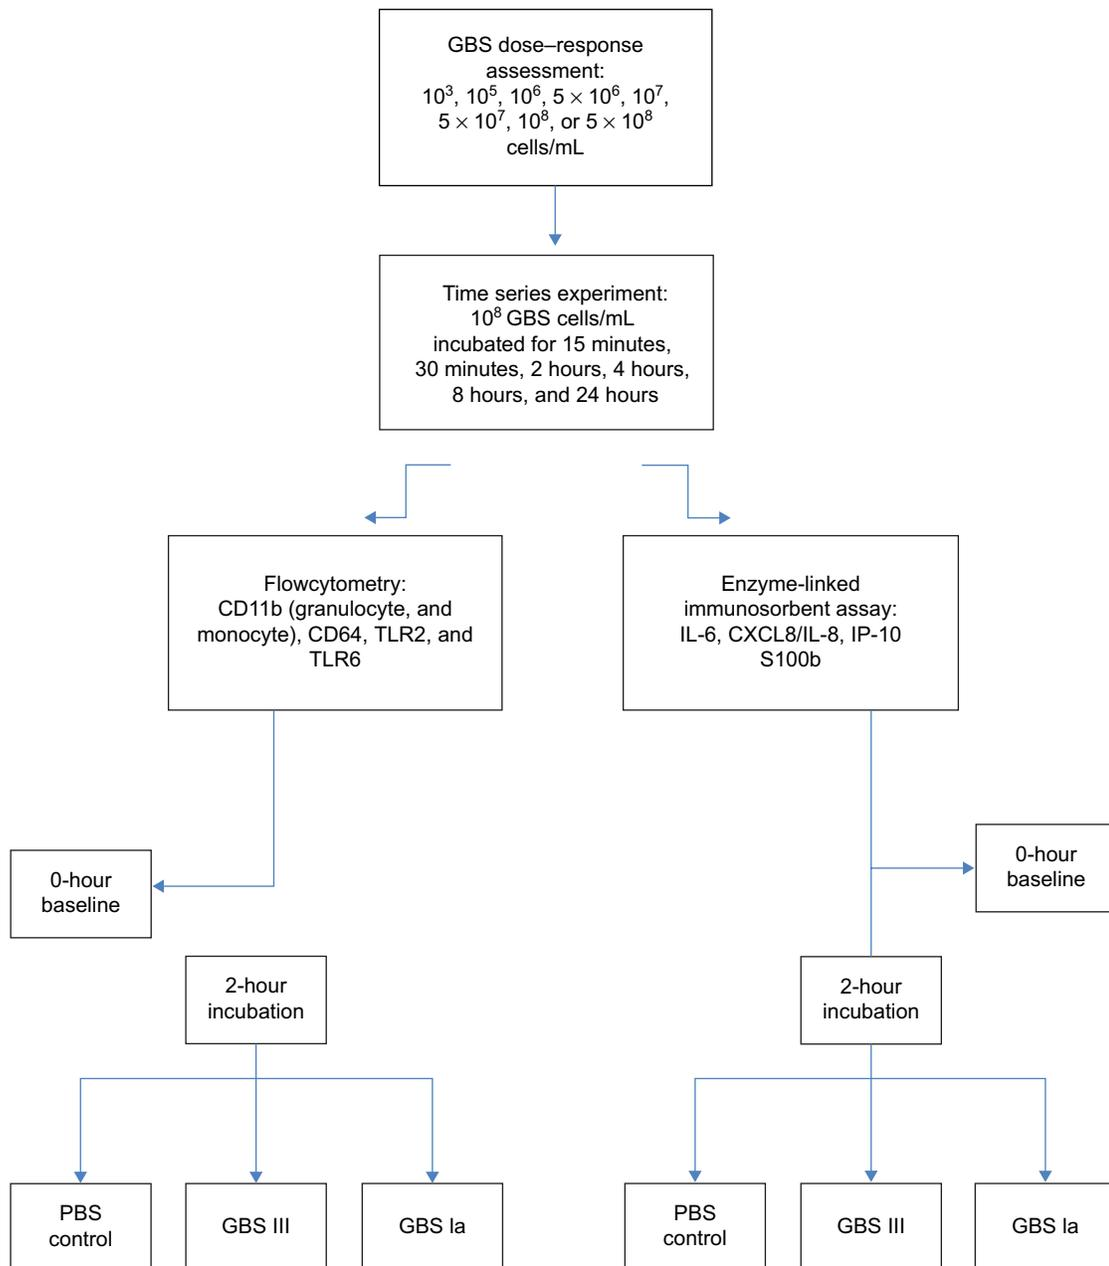 GBS dose–response
assessment:
10³, 10⁵, 10⁶, 5 × 10⁶, 10⁷,
5 × 10⁷, 10⁸, or 5 × 10⁸
cells/mL
Time series experiment:
10⁸ GBS cells/mL
incubated for 15 minutes,
30 minutes, 2 hours, 4 hours,
8 hours, and 24 hours
Flowcytometry:
CD11b (granulocyte, and
monocyte), CD64, TLR2, and
TLR6
Enzyme-linked
immunosorbent assay:
IL-6, CXCL8/IL-8, IP-10
S100b
0-hour
baseline
0-hour
baseline
2-hour
incubation
2-hour
incubation
PBS
control
GBS III
GBS Ia
PBS
control
GBS III
GBS Ia